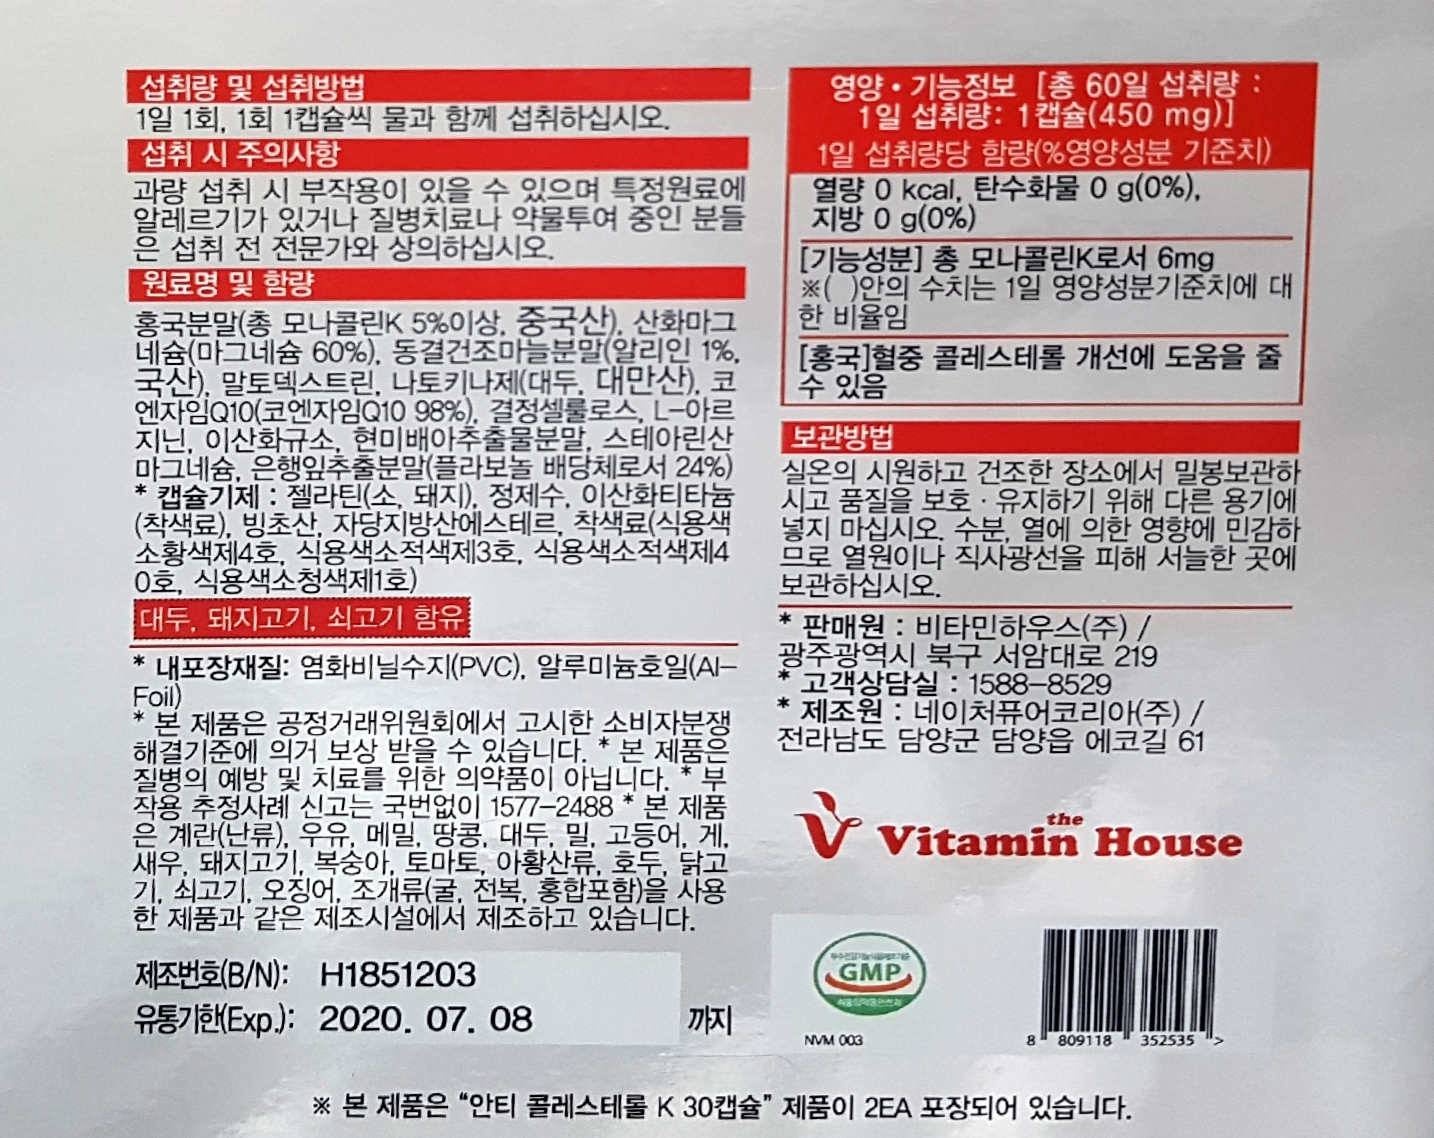 섭취량 및 섭취방법
1일 1회, 1회 1캡슐씩 물과 함께 섭취하십시오.
섭취 시 주의사항
과량 섭취 시 부작용이 있을 수 있으며 특정원료에
알레르기가 있거나 질병치료나 약물투여 중인 분들
은 섭취 전 전문가와 상의하십시오.
원료명 및 함량
홍국분말(총 모나콜린K 5%이상, 중국산), 산화마그
네슘(마그네슘 60%), 동결건조마늘분말(알리인 1%,
국산), 말토덱스트린, 나토키나제(대두, 대만산), 코
엔자임Q10(코엔자임Q10 98%), 결정셀룰로스, L-아르
지닌, 이산화규소, 현미배아추출물분말, 스테아린산
마그네슘, 은행잎추출분말(플라보놀 배당체로서 24%)
* 캡슐기제 : 젤라틴(소, 돼지), 정제수, 이산화티타늄
(착색료), 빙초산, 자당지방산에스테르, 착색료(식용색
소황색제4호, 식용색소적색제3호, 식용색소적색제4
0호, 식용색소청색제1호)
대두, 돼지고기, 쇠고기 함유
* 내포장재질: 염화비닐수지(PVC), 알루미늄호일(Al-
Foil)
* 본 제품은 공정거래위원회에서 고시한 소비자분쟁
해결기준에 의거 보상 받을 수 있습니다. * 본 제품은
질병의 예방 및 치료를 위한 의약품이 아닙니다. * 부
작용 추정사례 신고는 국번없이 1577-2488 * 본 제품
은 계란(난류), 우유, 메밀, 땅콩, 대두, 밀, 고등어, 게,
새우, 돼지고기, 복숭아, 토마토, 아황산류, 호두, 닭고
기, 쇠고기, 오징어, 조개류(굴, 전복, 홍합포함)을 사용
한 제품과 같은 제조시설에서 제조하고 있습니다.
제조번호(B/N): H1851203
유통기한(Exp.): 2020. 07. 08 까지
영양 • 기능정보 [총 60일 섭취량 :
1일 섭취량: 1캡슐(450 mg)]
1일 섭취량당 함량(%영양성분 기준치)
열량 0 kcal, 탄수화물 0 g(0%),
지방 0 g(0%)
[기능성분] 총 모나콜린K로서 6mg
※( )안의 수치는 1일 영양성분기준치에 대
한 비율임
[홍국]혈중 콜레스테롤 개선에 도움을 줄
수 있음
보관방법
실온의 시원하고 건조한 장소에서 밀봉보관하
시고 품질을 보호 · 유지하기 위해 다른 용기에
넣지 마십시오. 수분, 열에 의한 영향에 민감하
므로 열원이나 직사광선을 피해 서늘한 곳에
보관하십시오.
* 판매원 : 비타민하우스(주) /
광주광역시 북구 서암대로 219
* 고객상담실 : 1588-8529
* 제조원 : 네이처퓨어코리아(주) /
전라남도 담양군 담양읍 에코길 61
the
Vitamin House
우수건강기능식품제조기준
GMP
식품의약품안전처
NVM 003
8 809118 352535 >
※ 본 제품은 “안티 콜레스테롤 K 30캡슐” 제품이 2EA 포장되어 있습니다.